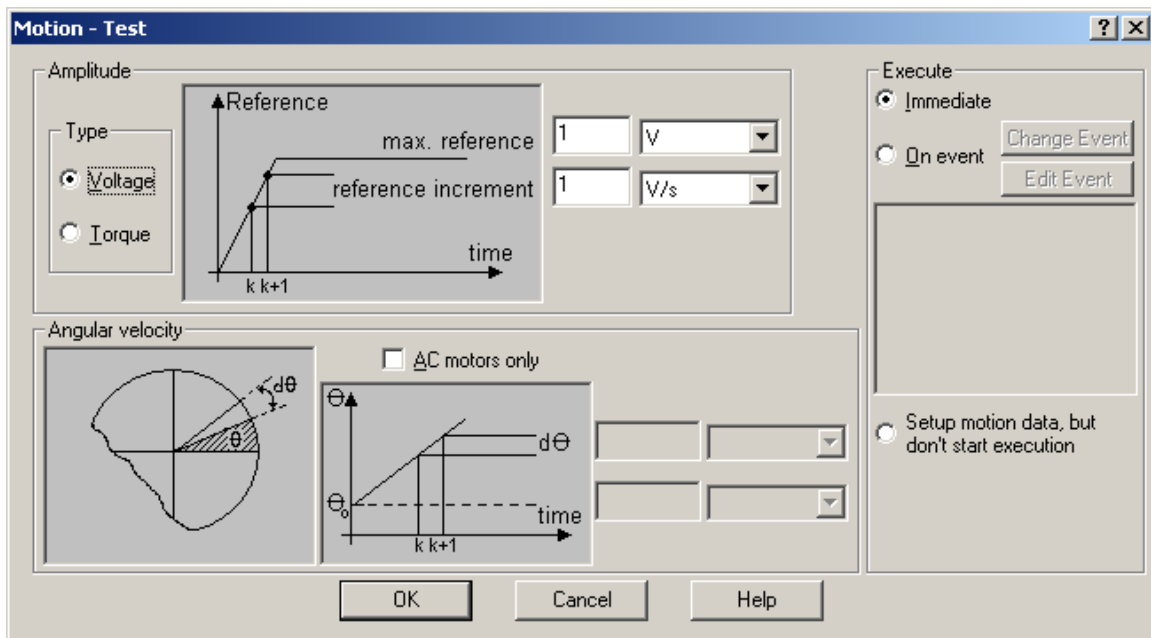 Motion - Test
Amplitude
Type
Voltage
Torque
Reference
max. reference
reference increment
time
k k+1
1 V
1 V/s
Angular velocity
dθ
θ
AC motors only
θ
dθ
θ₀
time
k k+1
Execute
Immediate
On event
Change Event
Edit Event
Setup motion data, but
don't start execution
OK
Cancel
Help